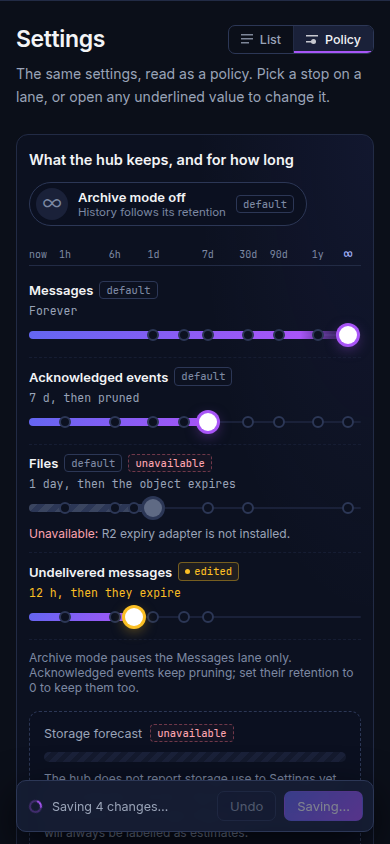 Settings
List
Policy
The same settings, read as a policy. Pick a stop on a
lane, or open any underlined value to change it.
What the hub keeps, and for how long
Archive mode off
History follows its retention
default
now 1h 6h 1d 7d 30d 90d 1y ∞
Messages default
Forever
Acknowledged events default
7 d, then pruned
Files default unavailable
1 day, then the object expires
Unavailable: R2 expiry adapter is not installed.
Undelivered messages edited
12 h, then they expire
Archive mode pauses the Messages lane only.
Acknowledged events keep pruning; set their retention to
0 to keep them too.
Storage forecast unavailable
The hub does not report storage use to Settings yet
Saving 4 changes…
Undo
Saving…
will always be labelled as estimates.